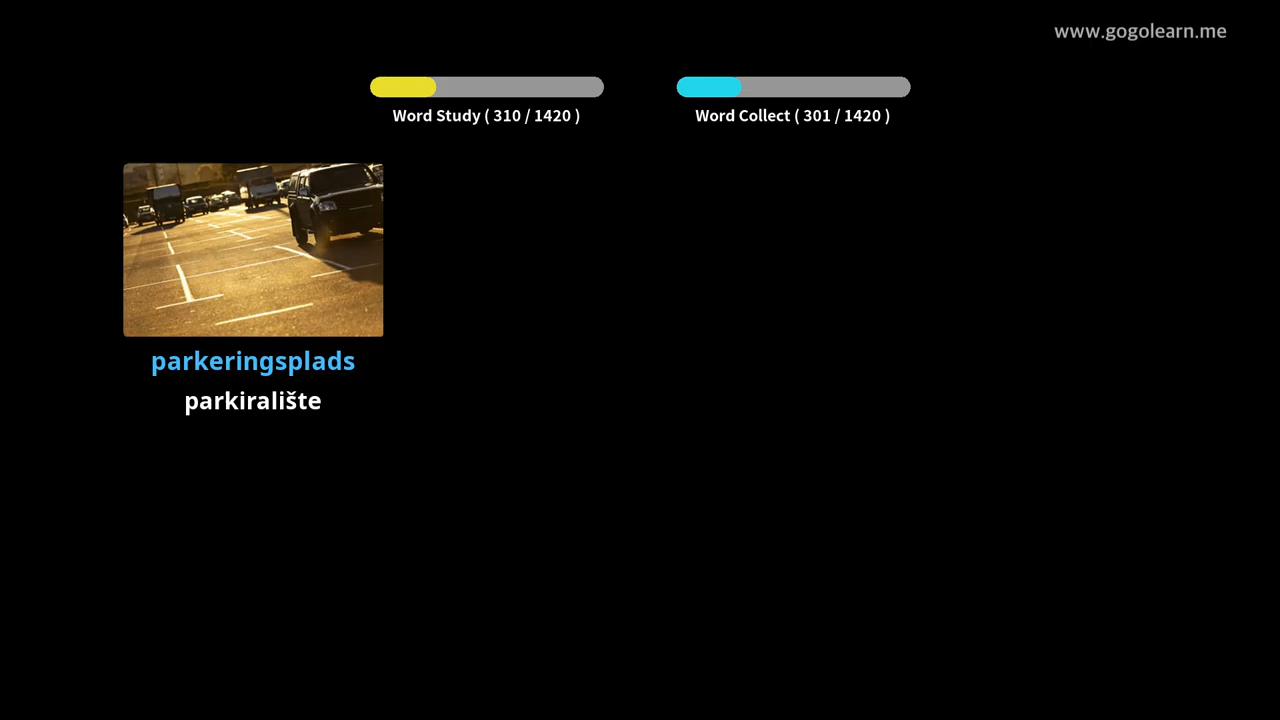 www.gogolearn.me
Word Study ( 310 / 1420 )
Word Collect ( 301 / 1420 )
parkeringsplads
parkiralište